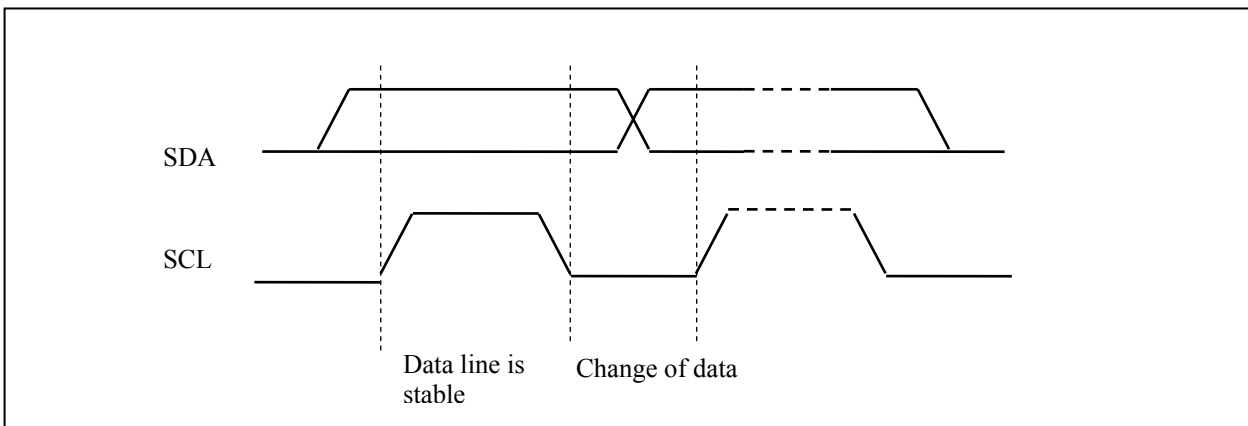 SDA
SCL
Data line is
stable
Change of data